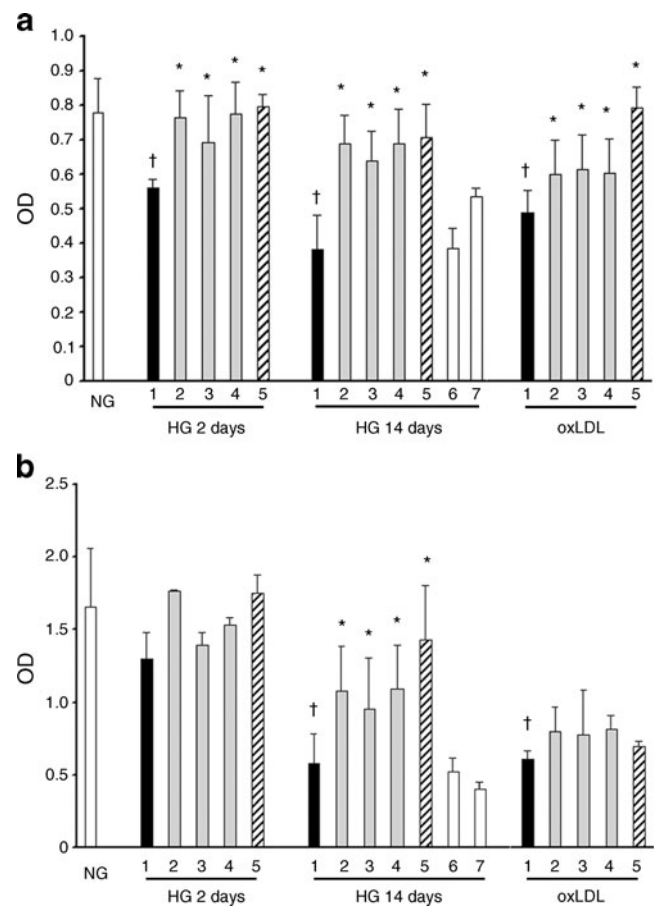 a
1.0
0.9
0.8
0.7
0.6
0.5
0.4
0.3
0.2
0.1
0
OD
† * * * *
† * * * *
† * * * *
NG
1 2 3 4 5
1 2 3 4 5 6 7
1 2 3 4 5
HG 2 days
HG 14 days
oxLDL
b
2.5
2.0
1.5
1.0
0.5
0
OD
† * * * *
†
NG
1 2 3 4 5
1 2 3 4 5 6 7
1 2 3 4 5
HG 2 days
HG 14 days
oxLDL